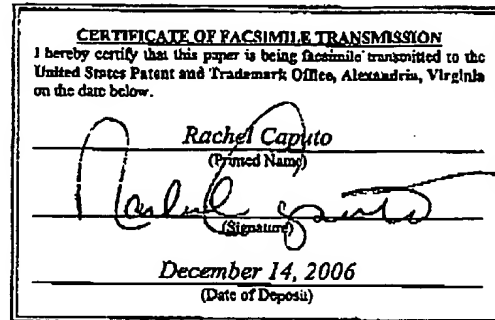 CERTIFICATE OF FACSIMILE TRANSMISSION
I hereby certify that this paper is being facsimile transmitted to the
United States Patent and Trademark Office, Alexandria, Virginia
on the date below.
Rachel Caputo
(Printed Name)
Rachel Caputo
(Signature)
December 14, 2006
(Date of Deposit)